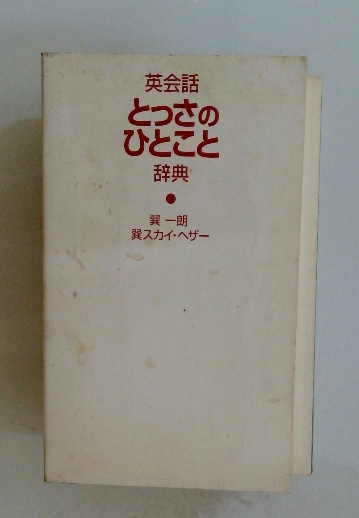 英会話
とっさの
ひとこと
辞典
●
巽 一朗
巽スカイ・ヘザー